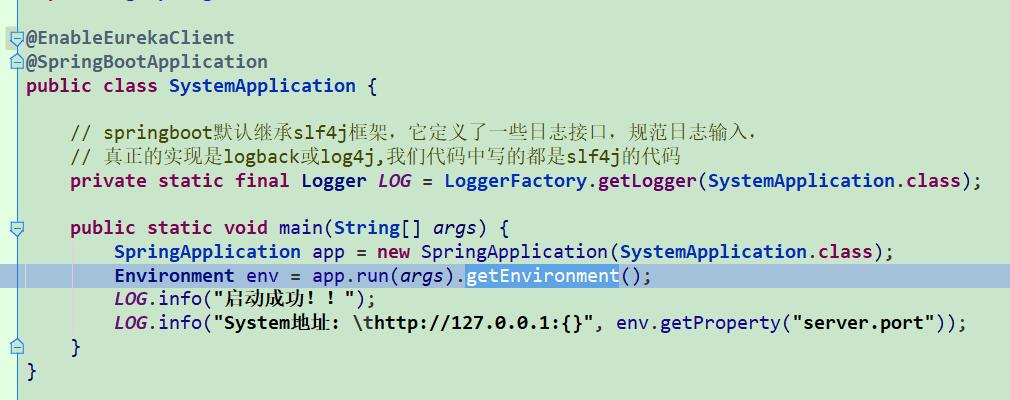 @EnableEurekaClient
@SpringBootApplication
public class SystemApplication {
// springboot默认继承slf4j框架，它定义了一些日志接口，规范日志输入，
// 真正的实现是logback或log4j,我们代码中写的都是slf4j的代码
private static final Logger LOG = LoggerFactory.getLogger(SystemApplication.class);
public static void main(String[] args) {
SpringApplication app = new SpringApplication(SystemApplication.class);
Environment env = app.run(args).getEnvironment();
LOG.info("启动成功！！");
LOG.info("System地址: \thttp://127.0.0.1:{}", env.getProperty("server.port"));
}
}